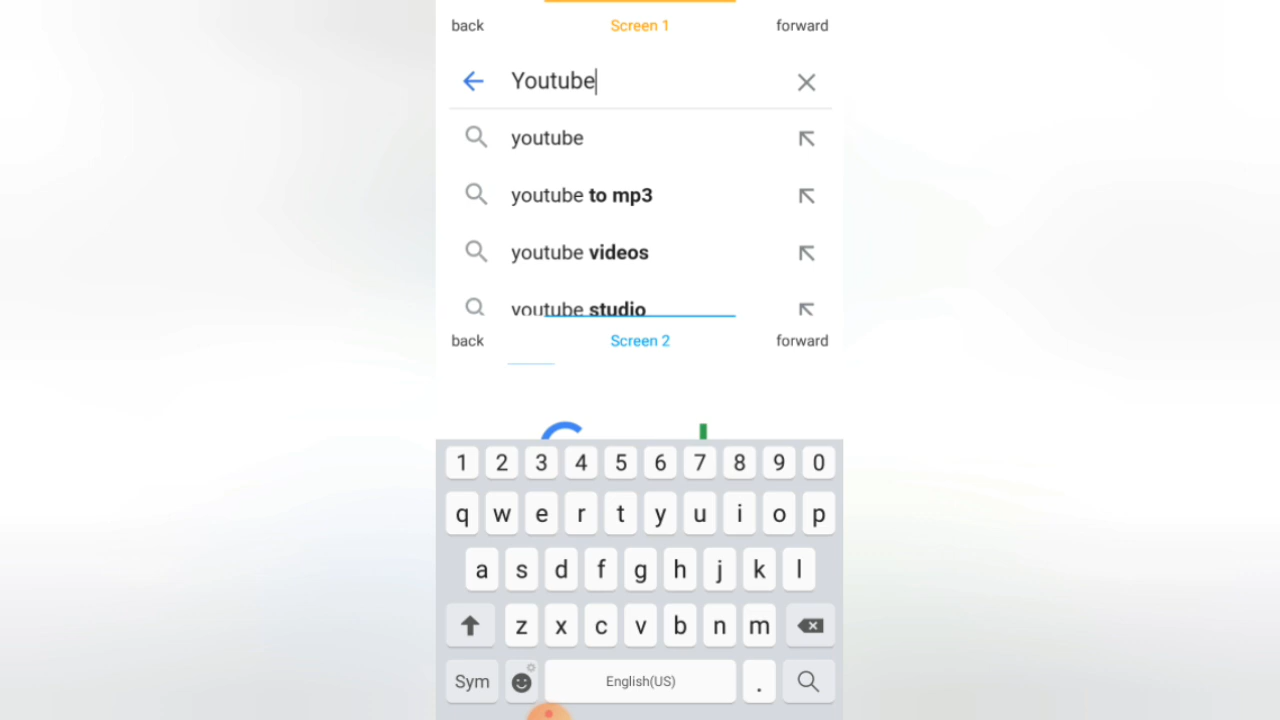 back Screen 1 forward
Youtube
youtube
youtube to mp3
youtube videos
youtube studio
back Screen 2 forward
1 2 3 4 5 6 7 8 9 0
q w e r t y u i o p
a s d f g h j k l
z x c v b n m
Sym English(US) .